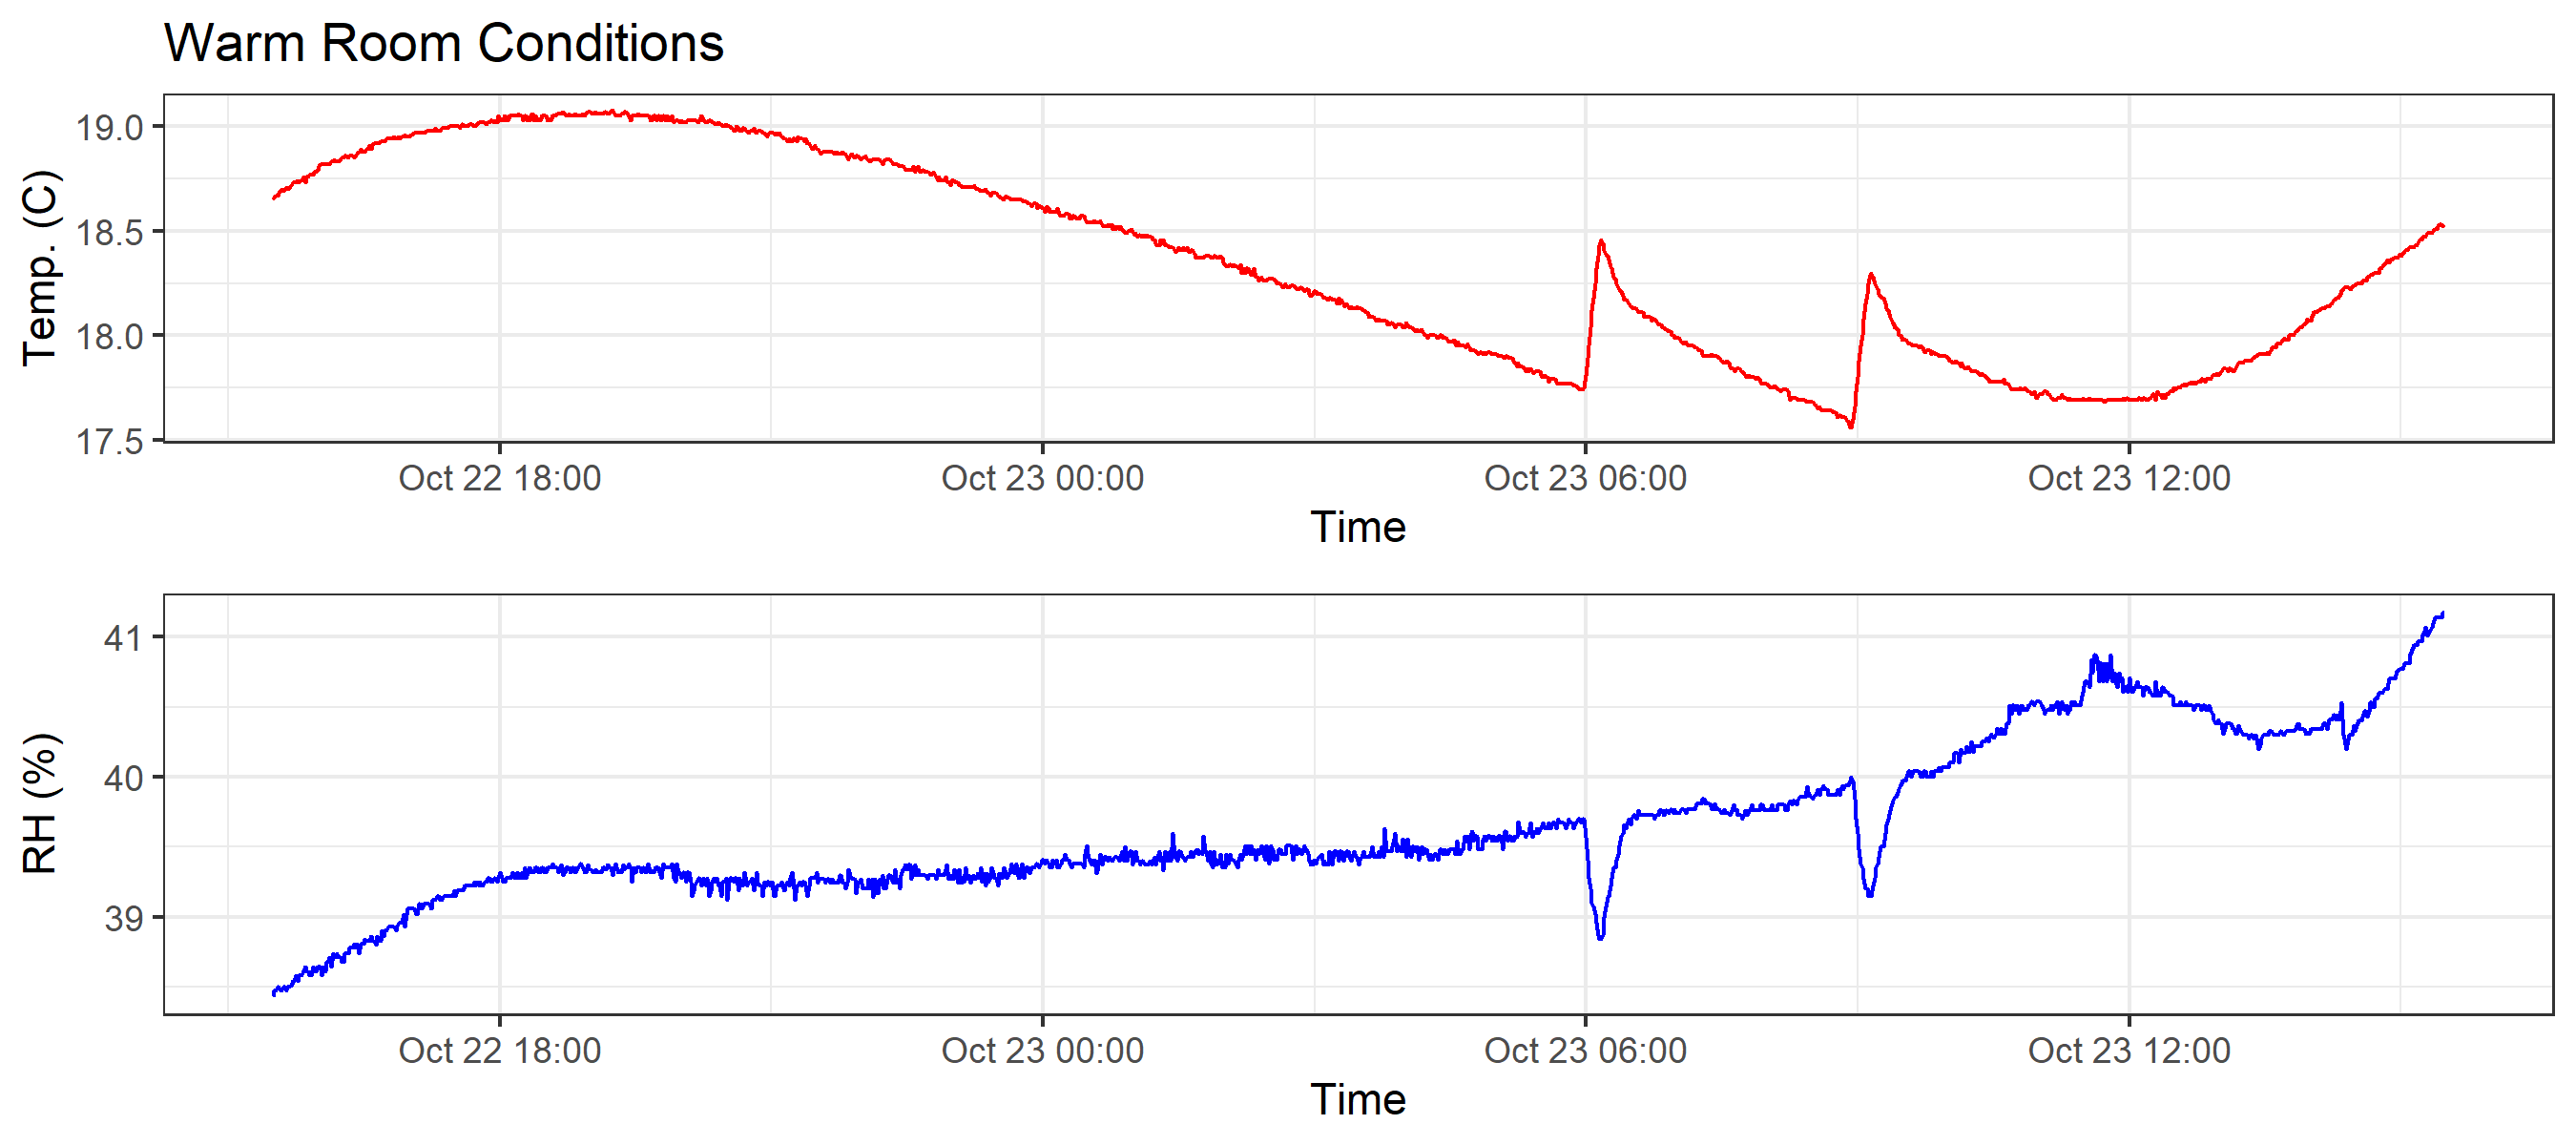 Warm Room Conditions
Temp. (C)
19.0
18.5
18.0
17.5
Oct 22 18:00 Oct 23 00:00 Oct 23 06:00 Oct 23 12:00
Time
RH (%)
41
40
39
Oct 22 18:00 Oct 23 00:00 Oct 23 06:00 Oct 23 12:00
Time